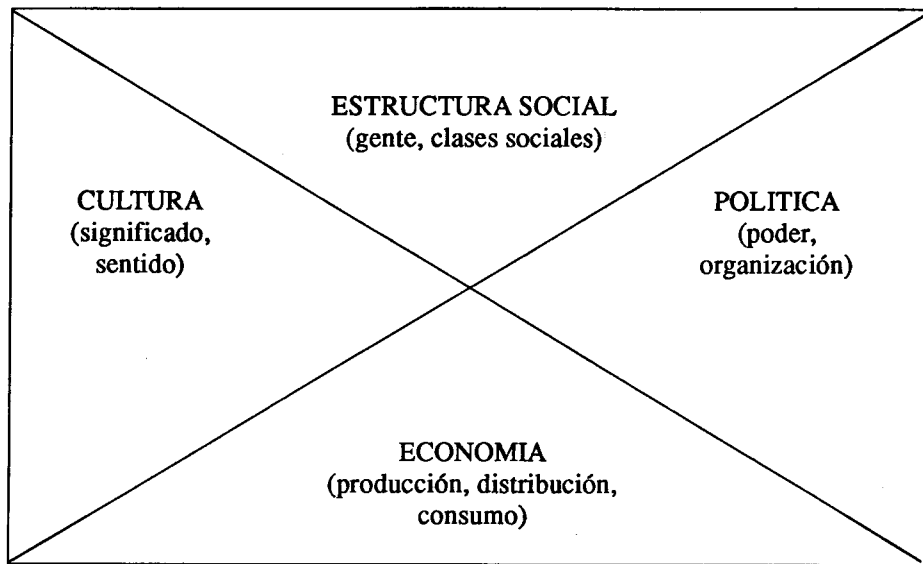 ESTRUCTURA SOCIAL
(gente, clases sociales)
CULTURA
(significado,
sentido)
POLITICA
(poder,
organización)
ECONOMIA
(producción, distribución,
consumo)